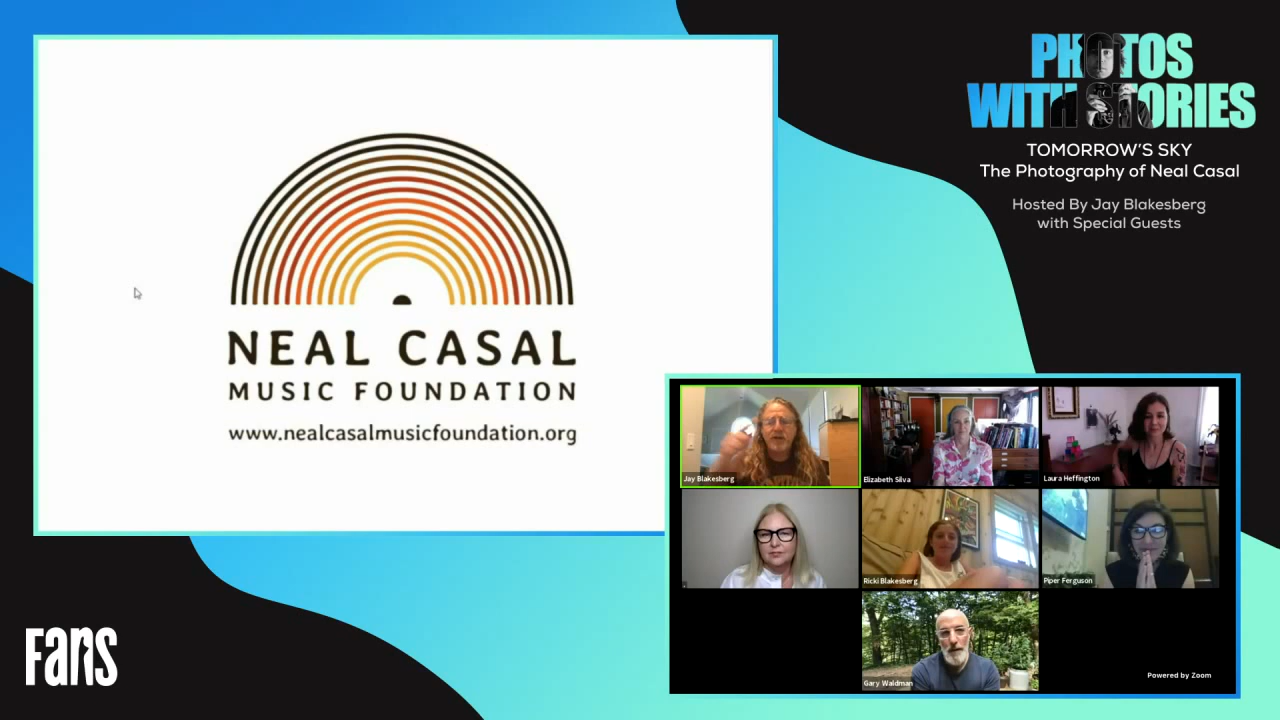 PHOTOS
WITH STORIES
TOMORROW'S SKY
The Photography of Neal Casal
Hosted By Jay Blakesberg
with Special Guests
NEAL CASAL
MUSIC FOUNDATION
www.nealcasalmusicfoundation.org
Jay Blakesberg
Elizabeth Silva
Laura Heffington
Ricki Blakesberg
Piper Ferguson
Gary Waldman
Powered by Zoom
Fans